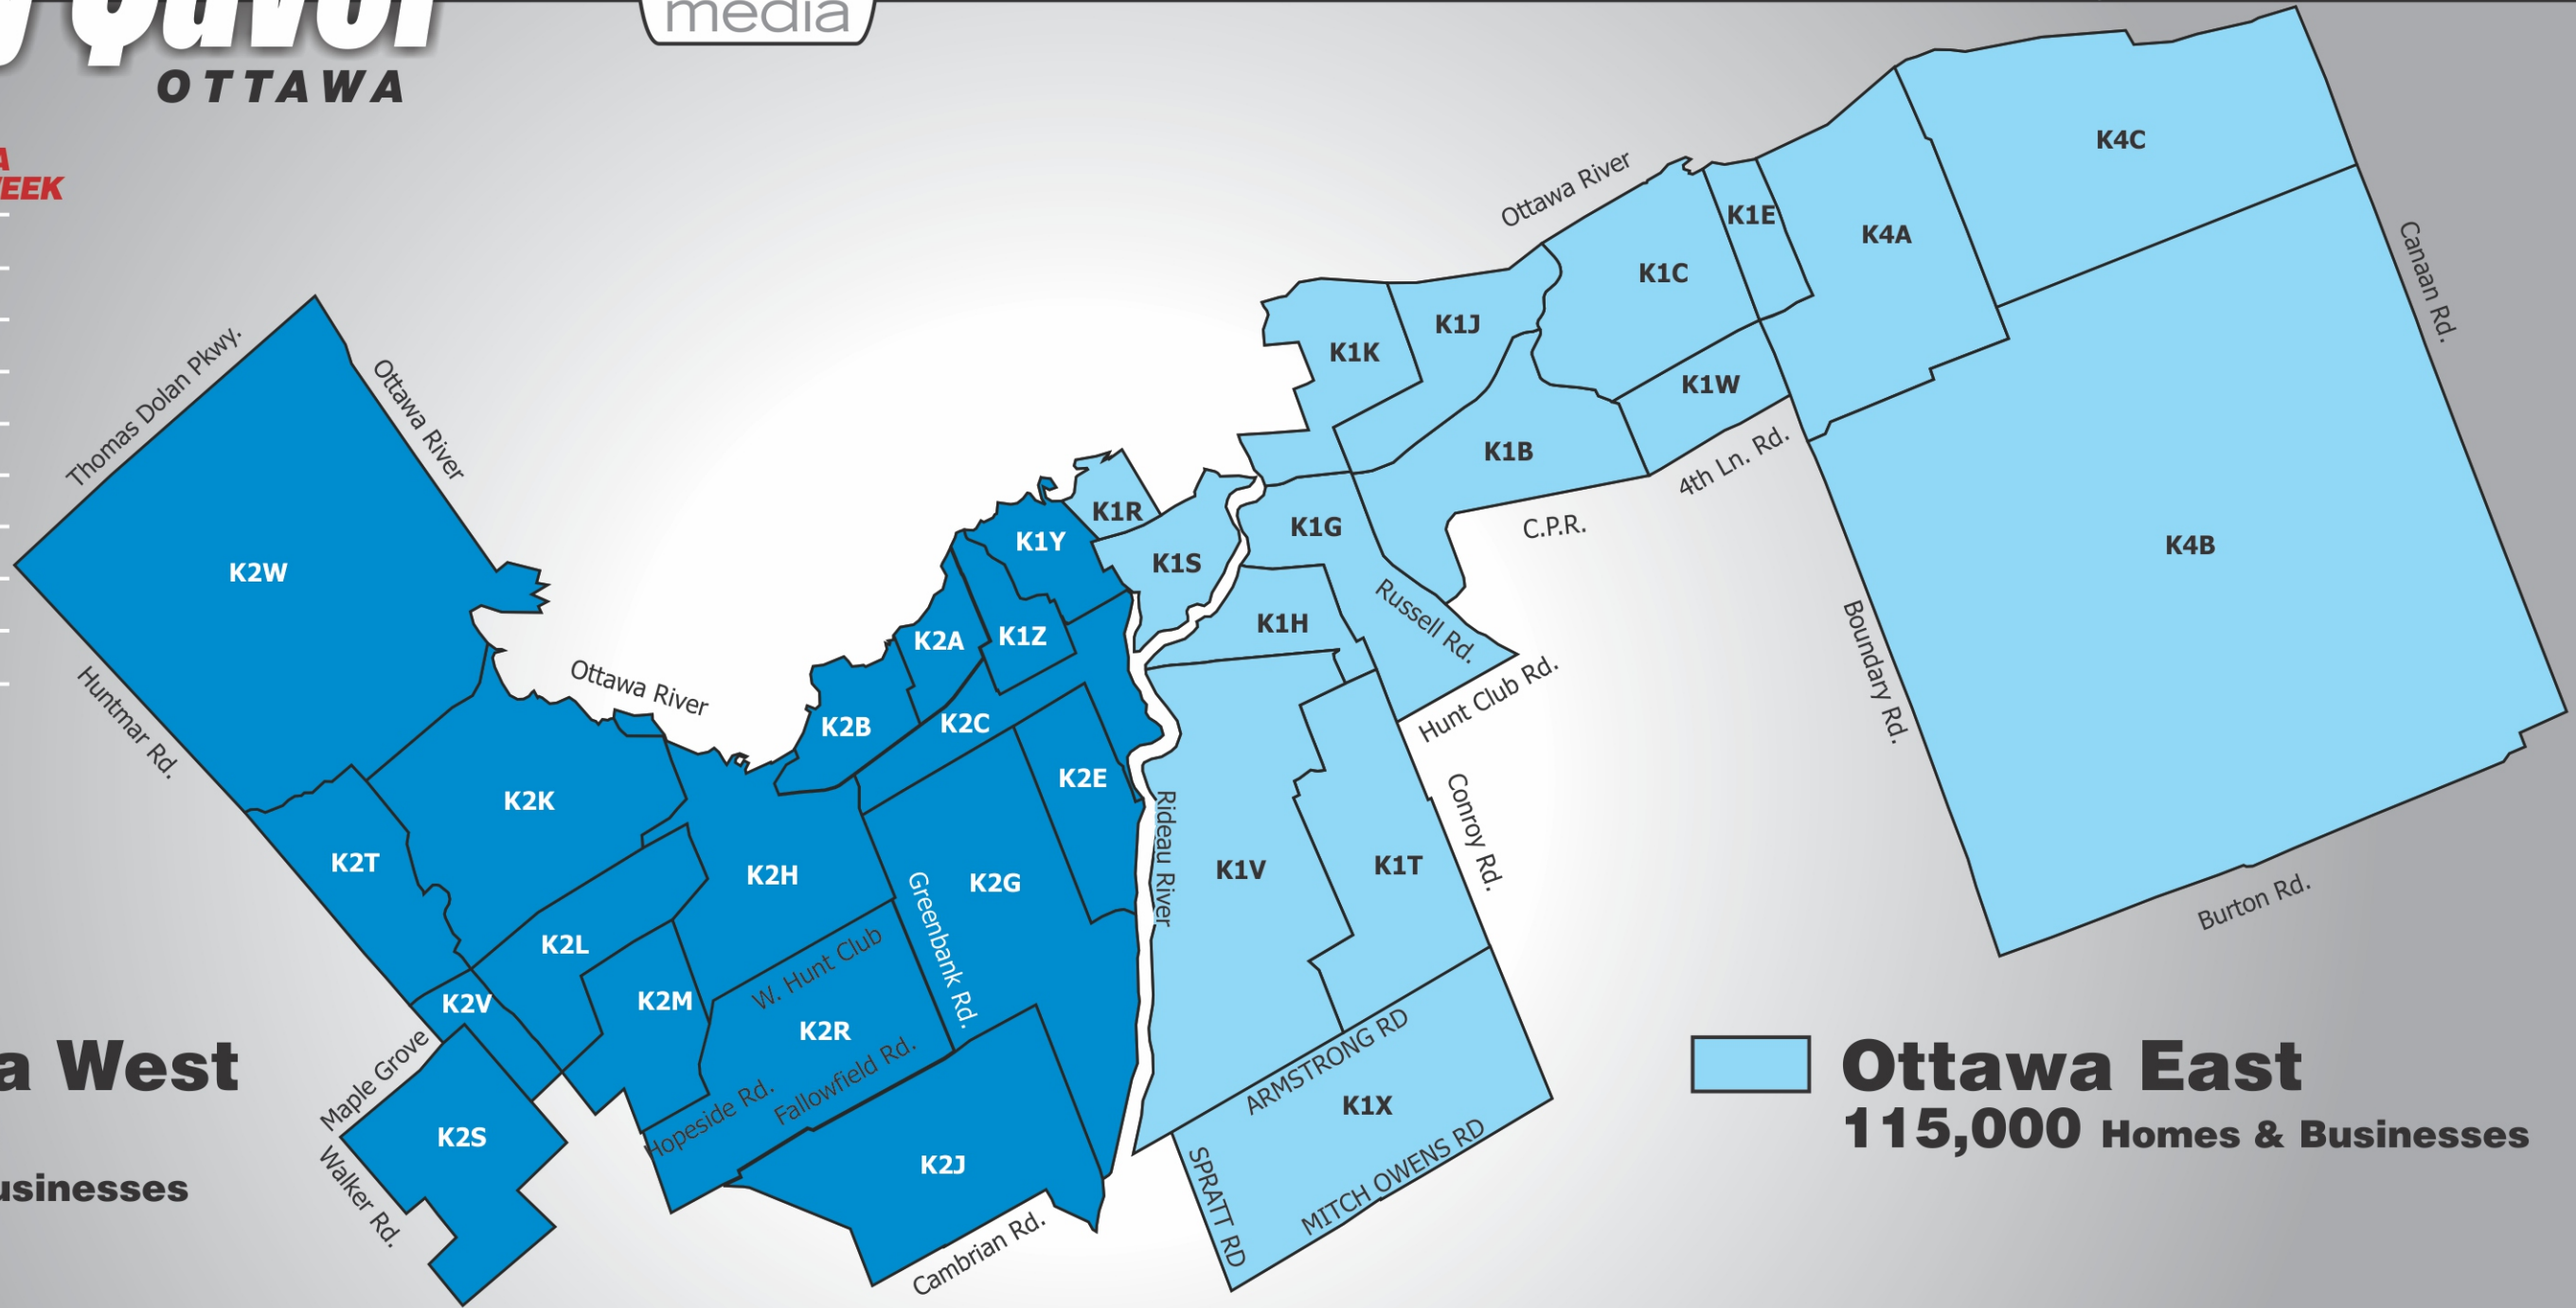 media
OTTAWA
EEK
Ottawa River
K4C
K1E
K4A
K1C
Canaan Rd.
K1J
K1K
K1W
Thomas Dolan Pkwy.
Ottawa River
K1B
4th Ln. Rd.
K1R
K1G
C.P.R.
K1Y
K4B
K1S
K2W
K1H
Russell Rd.
K1Z
K2A
Boundary Rd.
Ottawa River
Hunt Club Rd.
Huntmar Rd.
K2C
K2B
K2E
K2K
Conroy Rd.
Rideau River
K2T
K1T
K1V
K2H
K2G
Greenbank Rd.
Burton Rd.
K2L
W. Hunt Club
K2M
K2V
K2R
ARMSTRONG RD
Fallowfield Rd.
Maple Grove
a West
Ottawa East
K1X
Hopeside Rd.
115,000 Homes & Businesses
K2S
K2J
usinesses
Walker Rd.
SPRATT RD
MITCH OWENS RD
Cambrian Rd.